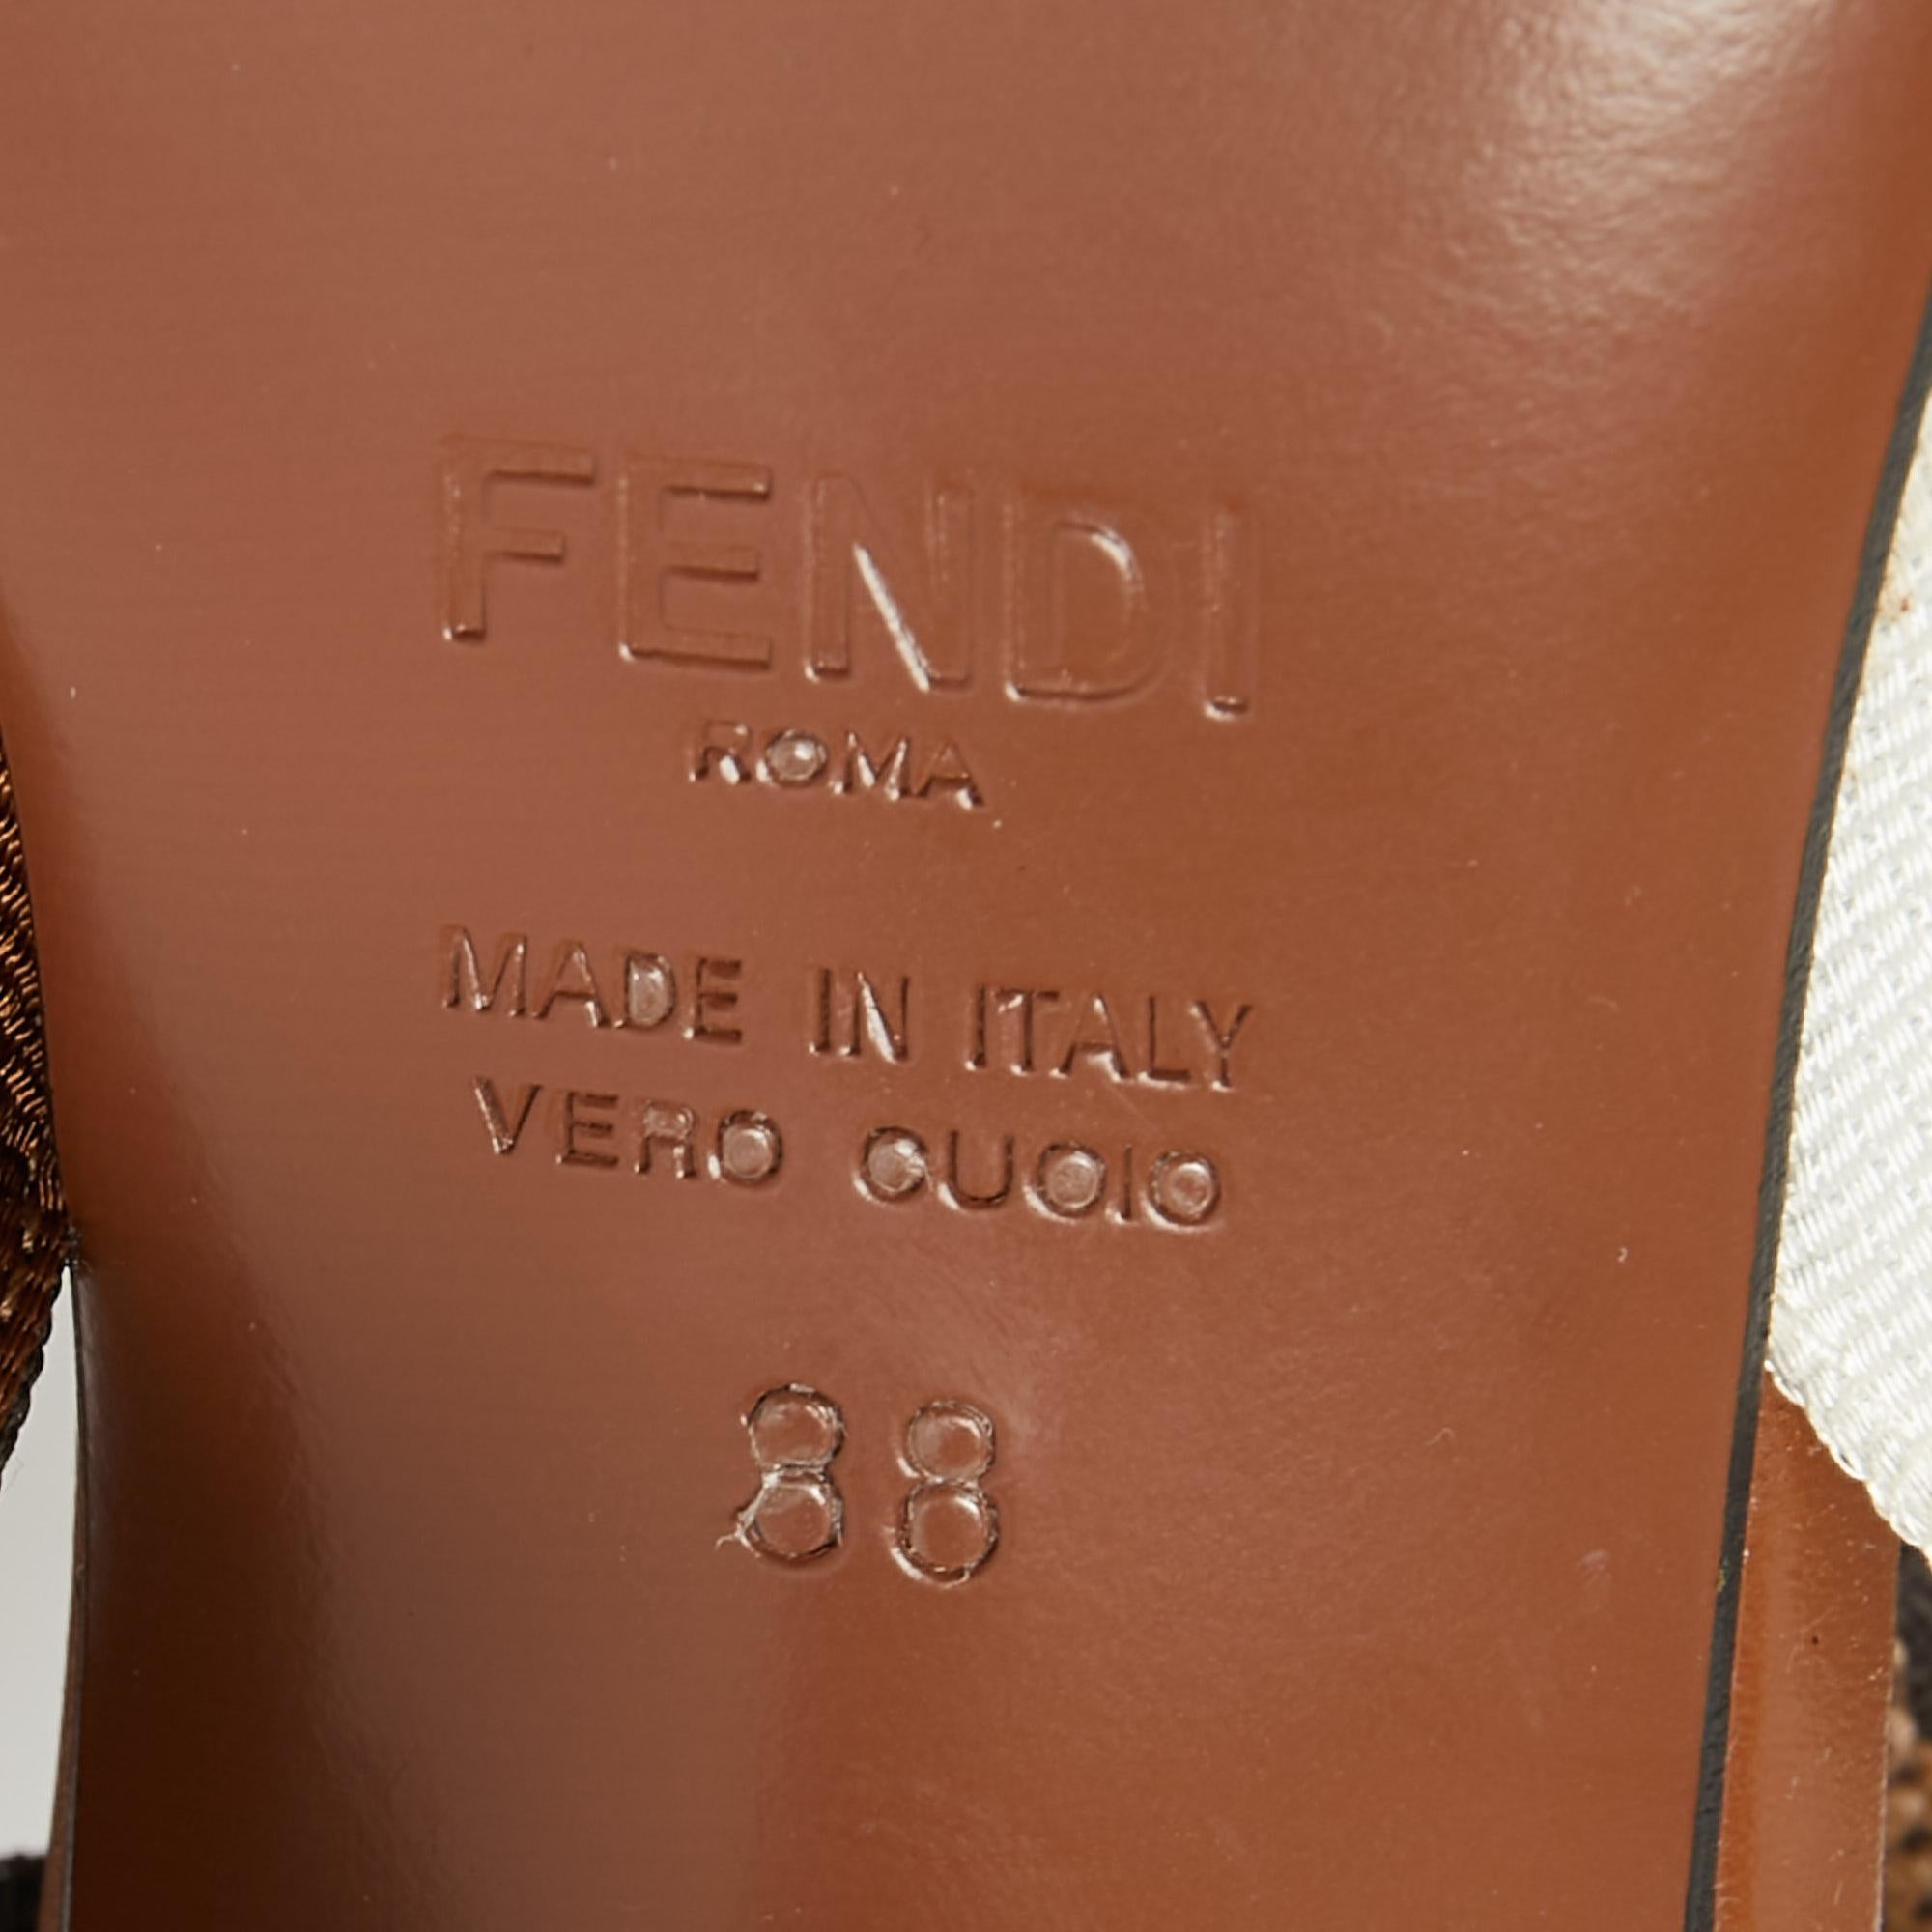 FENDI
ROMA
MADE IN ITALY
VERO CUOIO
38